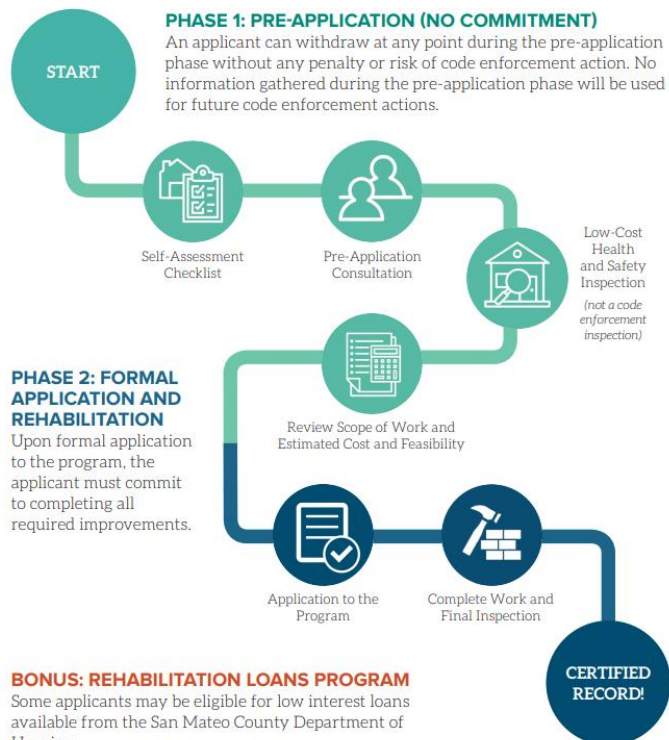 START
PHASE 1: PRE-APPLICATION (NO COMMITMENT)
An applicant can withdraw at any point during the pre-application
phase without any penalty or risk of code enforcement action. No
information gathered during the pre-application phase will be used
for future code enforcement actions.
Self-Assessment
Checklist
Pre-Application
Consultation
Low-Cost
Health
and Safety
Inspection
(not a code
enforcement
inspection)
Review Scope of Work and
Estimated Cost and Feasibility
PHASE 2: FORMAL
APPLICATION AND
REHABILITATION
Upon formal application
to the program, the
applicant must commit
to completing all
required improvements.
Application to the
Program
Complete Work and
Final Inspection
CERTIFIED
RECORD!
BONUS: REHABILITATION LOANS PROGRAM
Some applicants may be eligible for low interest loans
available from the San Mateo County Department of